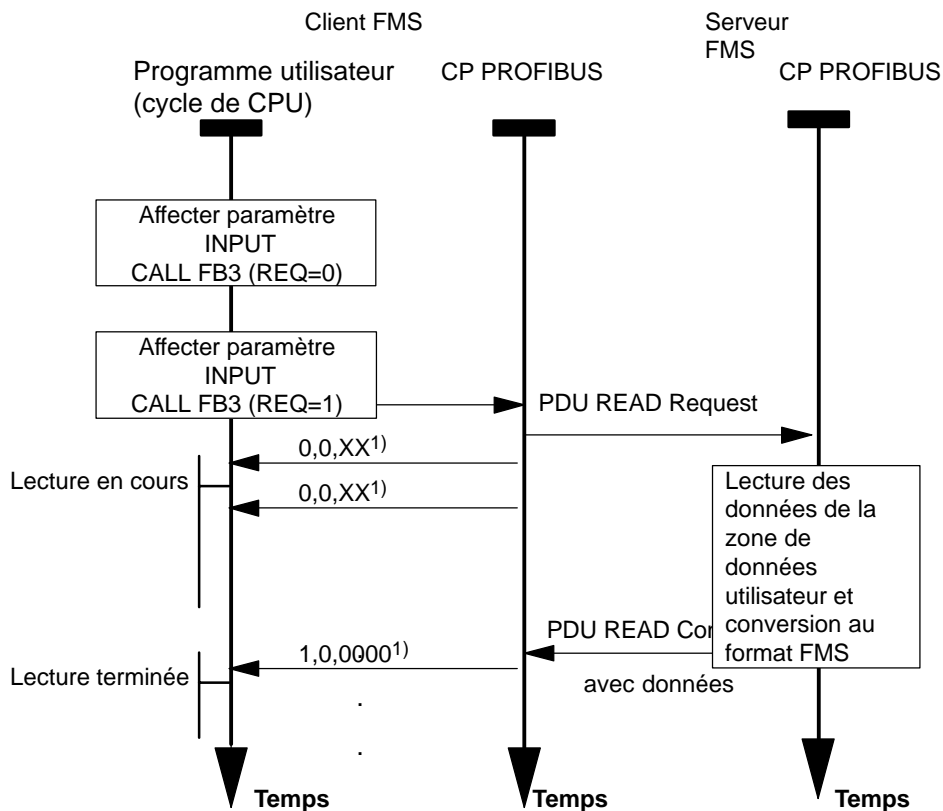 Client FMS
Serveur
FMS
Programme utilisateur
(cycle de CPU)
CP PROFIBUS
CP PROFIBUS
Affecter paramètre
INPUT
CALL FB3 (REQ=0)
Affecter paramètre
INPUT
CALL FB3 (REQ=1)
PDU READ Request
0,0,XX1)
Lecture en cours
0,0,XX1)
Lecture des
données de la
zone de
données
utilisateur et
conversion au
format FMS
PDU READ
1,0,00001)
Lecture terminée
avec données
.
.
Temps
Temps
Temps